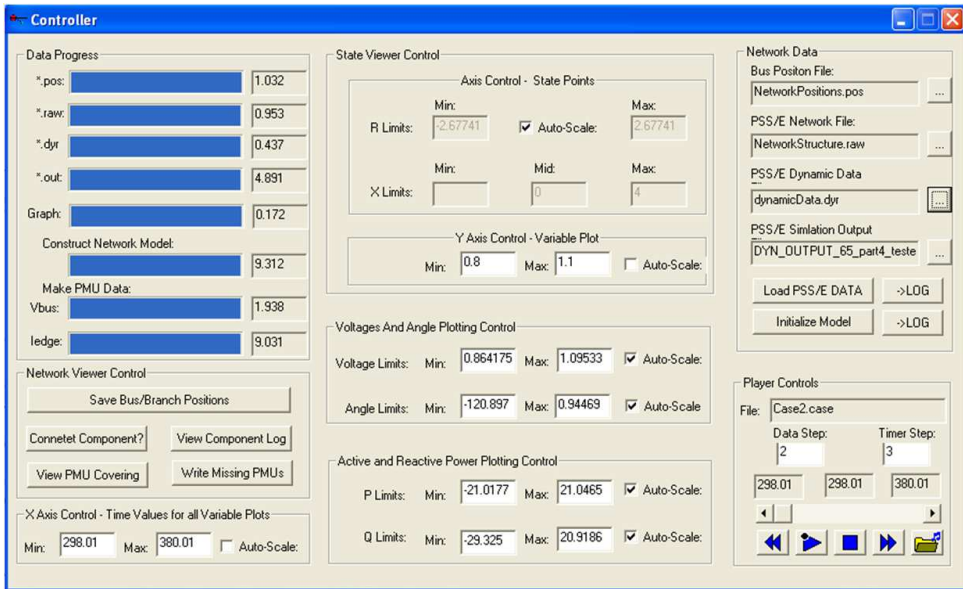 Controller
Data Progress
*.pos: 1.032
*.raw: 0.953
*.dyr 0.437
*.out: 4.891
Graph: 0.172
Construct Network Model:
9.312
Make PMU Data:
Vbus: 1.938
Iedge: 9.031
Network Viewer Control
Save Bus/Branch Positions
Connetet Component? View Component Log
View PMU Covering Write Missing PMUs
X Axis Control - Time Values for all Variable Plots
Min: 298.01 Max: 380.01 Auto-Scale:
State Viewer Control
Axis Control - State Points
Min: Max:
R Limits: -2.67741 Auto-Scale: 2.67741
Min: Mid: Max:
X Limits: 0 4
Y Axis Control - Variable Plot
Min: 0.8 Max: 1.1 Auto-Scale:
Voltages And Angle Plotting Control
Voltage Limits: Min: 0.864175 Max: 1.09533 Auto-Scale:
Angle Limits: Min: -120.897 Max: 0.94469 Auto-Scale
Active and Reactive Power Plotting Control
P Limits: Min: -21.0177 Max: 21.0465 Auto-Scale:
Q Limits: Min: -29.325 Max: 20.9186 Auto-Scale:
Network Data
Bus Positon File:
NetworkPositions.pos ...
PSS/E Network File:
NetworkStructure.raw ...
PSS/E Dynamic Data
dynamicData.dyr ...
PSS/E Simlation Output
DYN_OUTPUT_65_part4_teste ...
Load PSS/E DATA ->LOG
Initialize Model ->LOG
Player Controls
File: Case2.case
Data Step: Timer Step:
2 3
298.01 298.01 380.01